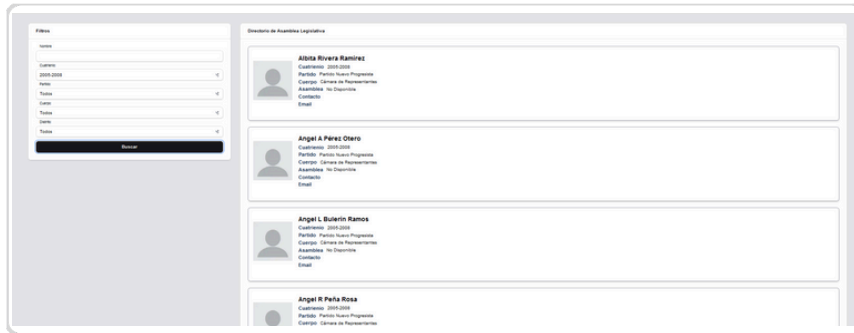 Filtros
Nombre
Cuatrienio
2005-2008
Partido
Todos
Cuerpo
Todos
Distrito
Todos
Buscar
Directorio de Asamblea Legislativa
Albita Rivera Ramirez
Cuatrienio 2005-2008
Partido Partido Nuevo Progresista
Cuerpo Cámara de Representantes
Asamblea No Disponible
Contacto
Email
Angel A Pérez Otero
Cuatrienio 2005-2008
Partido Partido Nuevo Progresista
Cuerpo Cámara de Representantes
Asamblea No Disponible
Contacto
Email
Angel L Bulerin Ramos
Cuatrienio 2005-2008
Partido Partido Nuevo Progresista
Cuerpo Cámara de Representantes
Asamblea No Disponible
Contacto
Email
Angel R Peña Rosa
Cuatrienio 2005-2008
Partido Partido Nuevo Progresista
Cuerpo Cámara de Representantes